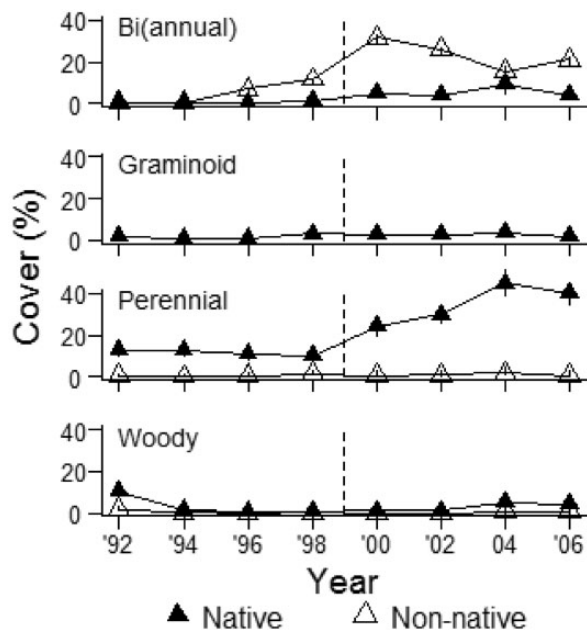 Bi(annual)
40
20
0
Graminoid
40
20
0
Perennial
40
20
0
Woody
40
20
0
Cover (%)
'92 '94 '96 '98 '00 '02 04 '06
Year
Native Non-native